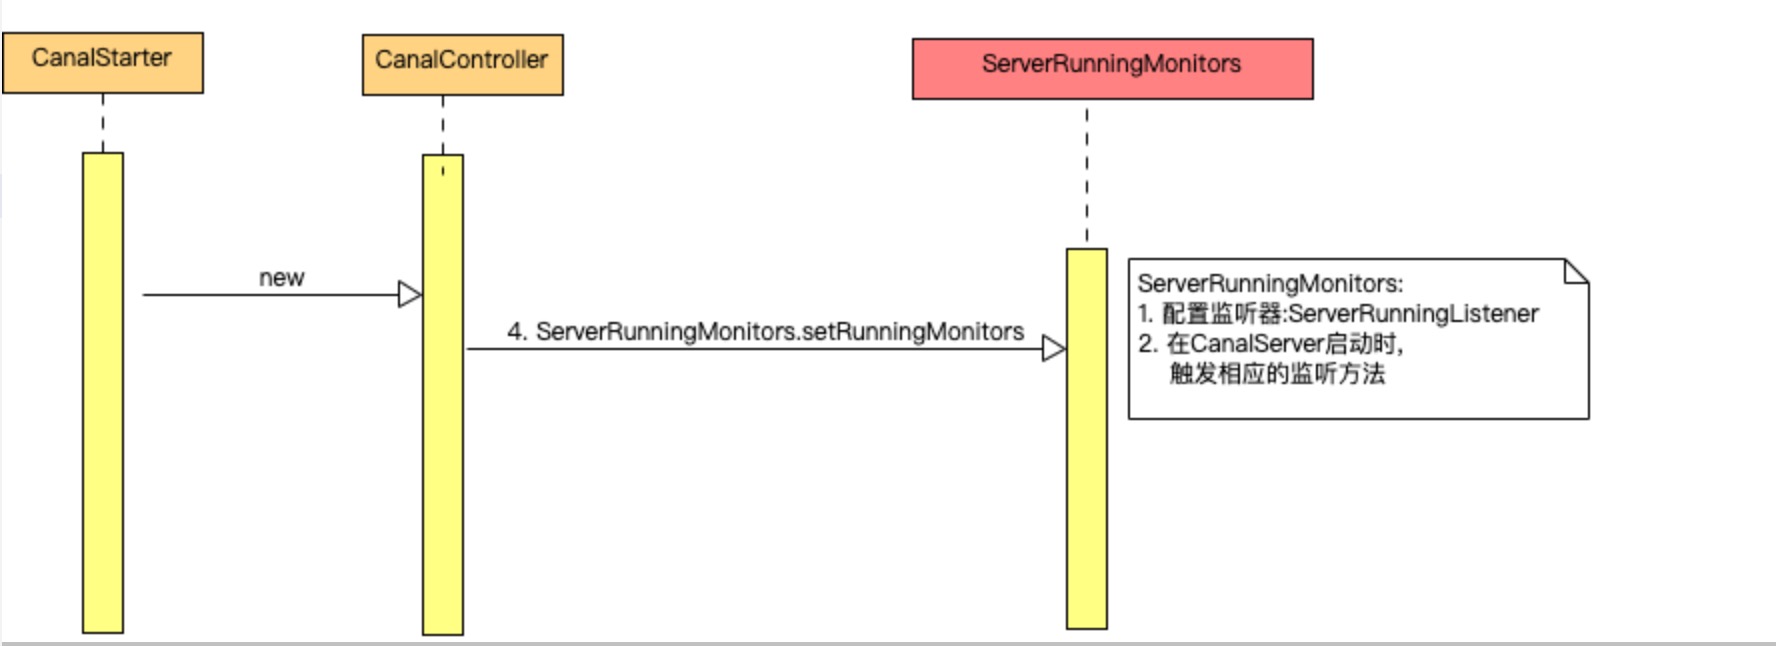 CanalStarter
CanalController
ServerRunningMonitors
new
4. ServerRunningMonitors.setRunningMonitors
ServerRunningMonitors:
1. 配置监听器:ServerRunningListener
2. 在CanalServer启动时,
触发相应的监听方法